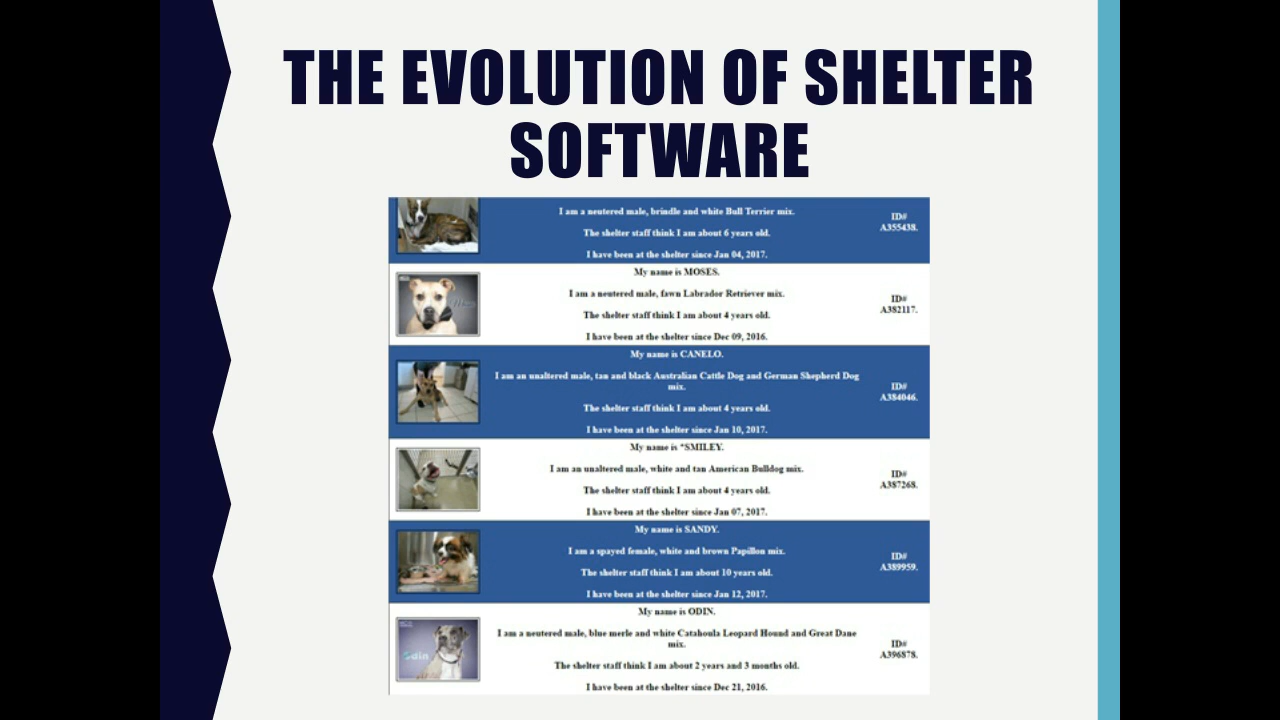 THE EVOLUTION OF SHELTER
SOFTWARE
I am a neutered male, brindle and white Bull Terrier mix.
The shelter staff think I am about 6 years old.
I have been at the shelter since Jan 04, 2017.
ID#
A355438.
My name is MOSES.
I am a neutered male, fawn Labrador Retriever mix.
The shelter staff think I am about 4 years old.
I have been at the shelter since Dec 09, 2016.
ID#
A382117.
My name is CANELO.
I am an unaltered male, tan and black Australian Cattle Dog and German Shepherd Dog
mix.
The shelter staff think I am about 4 years old.
I have been at the shelter since Jan 10, 2017.
ID#
A384046.
My name is *SMILEY.
I am an unaltered male, white and tan American Bulldog mix.
The shelter staff think I am about 4 years old.
I have been at the shelter since Jan 07, 2017.
ID#
A387268.
My name is SANDY.
I am a spayed female, white and brown Papillon mix.
The shelter staff think I am about 10 years old.
I have been at the shelter since Jan 12, 2017.
ID#
A389959.
My name is ODIN.
I am a neutered male, blue merle and white Catahoula Leopard Hound and Great Dane
mix.
The shelter staff think I am about 2 years and 3 months old.
I have been at the shelter since Dec 21, 2016.
ID#
A396878.